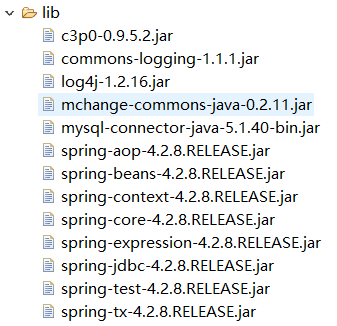 lib
c3p0-0.9.5.2.jar
commons-logging-1.1.1.jar
log4j-1.2.16.jar
mchange-commons-java-0.2.11.jar
mysql-connector-java-5.1.40-bin.jar
spring-aop-4.2.8.RELEASE.jar
spring-beans-4.2.8.RELEASE.jar
spring-context-4.2.8.RELEASE.jar
spring-core-4.2.8.RELEASE.jar
spring-expression-4.2.8.RELEASE.jar
spring-jdbc-4.2.8.RELEASE.jar
spring-test-4.2.8.RELEASE.jar
spring-tx-4.2.8.RELEASE.jar